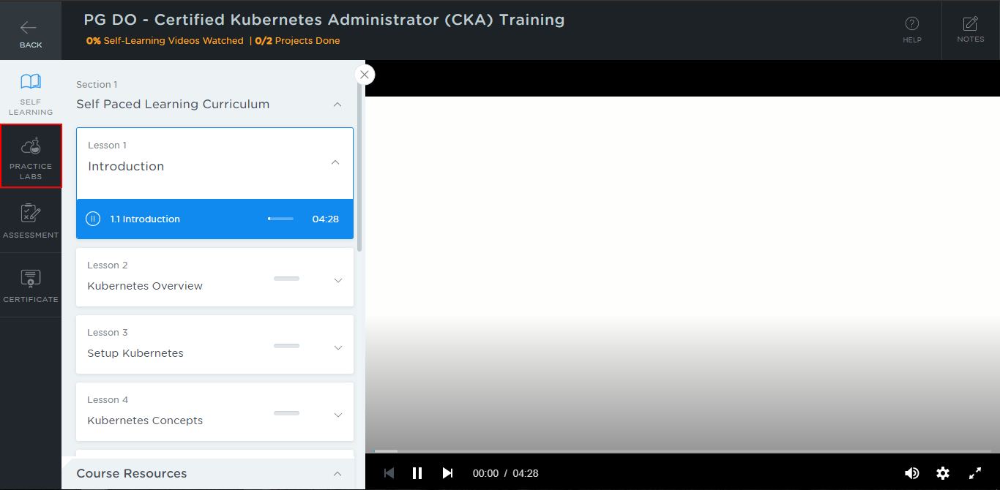 BACK
PG DO - Certified Kubernetes Administrator (CKA) Training
0% Self-Learning Videos Watched | 0/2 Projects Done
HELP
NOTES
SELF
LEARNING
PRACTICE
LABS
ASSESSMENT
CERTIFICATE
Section 1
Self Paced Learning Curriculum
Lesson 1
Introduction
1.1 Introduction 04:28
Lesson 2
Kubernetes Overview
Lesson 3
Setup Kubernetes
Lesson 4
Kubernetes Concepts
Course Resources
00:00 / 04:28